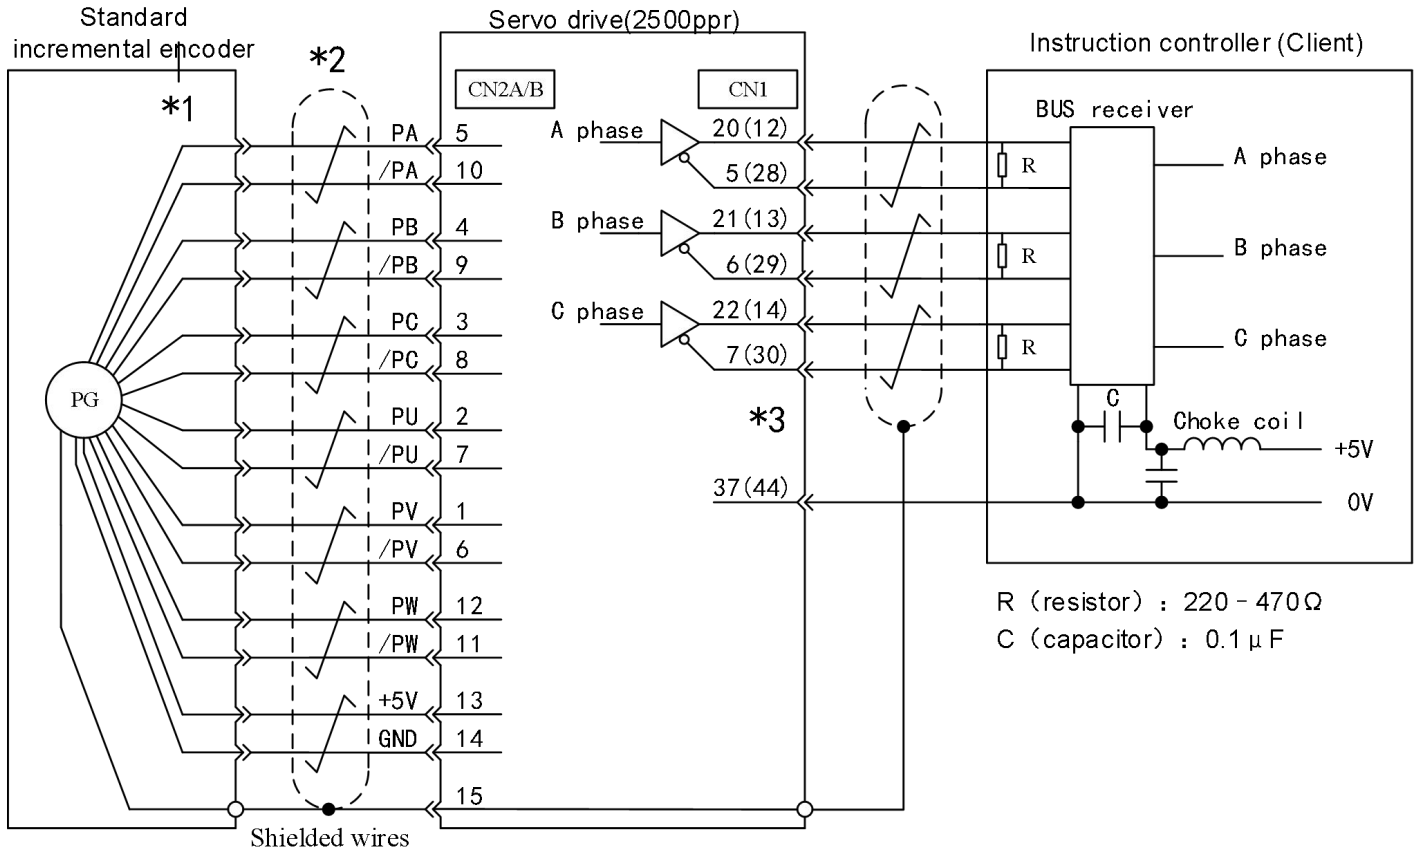 Standard
incremental encoder
*1
*2
Servo drive(2500ppr)
CN2A/B
CN1
Instruction controller (Client)
BUS receiver
PA 5
/PA 10
PB 4
/PB 9
PC 3
/PC 8
PU 2
/PU 7
PV 1
/PV 6
PW 12
/PW 11
+5V 13
GND 14
15
PG
Shielded wires
A phase
20(12)
5(28)
B phase
21(13)
6(29)
C phase
22(14)
7(30)
*3
37(44)
R
R
R
A phase
B phase
C phase
C
Choke coil
+5V
0V
R（resistor）：220-470Ω
C（capacitor）：0.1μF